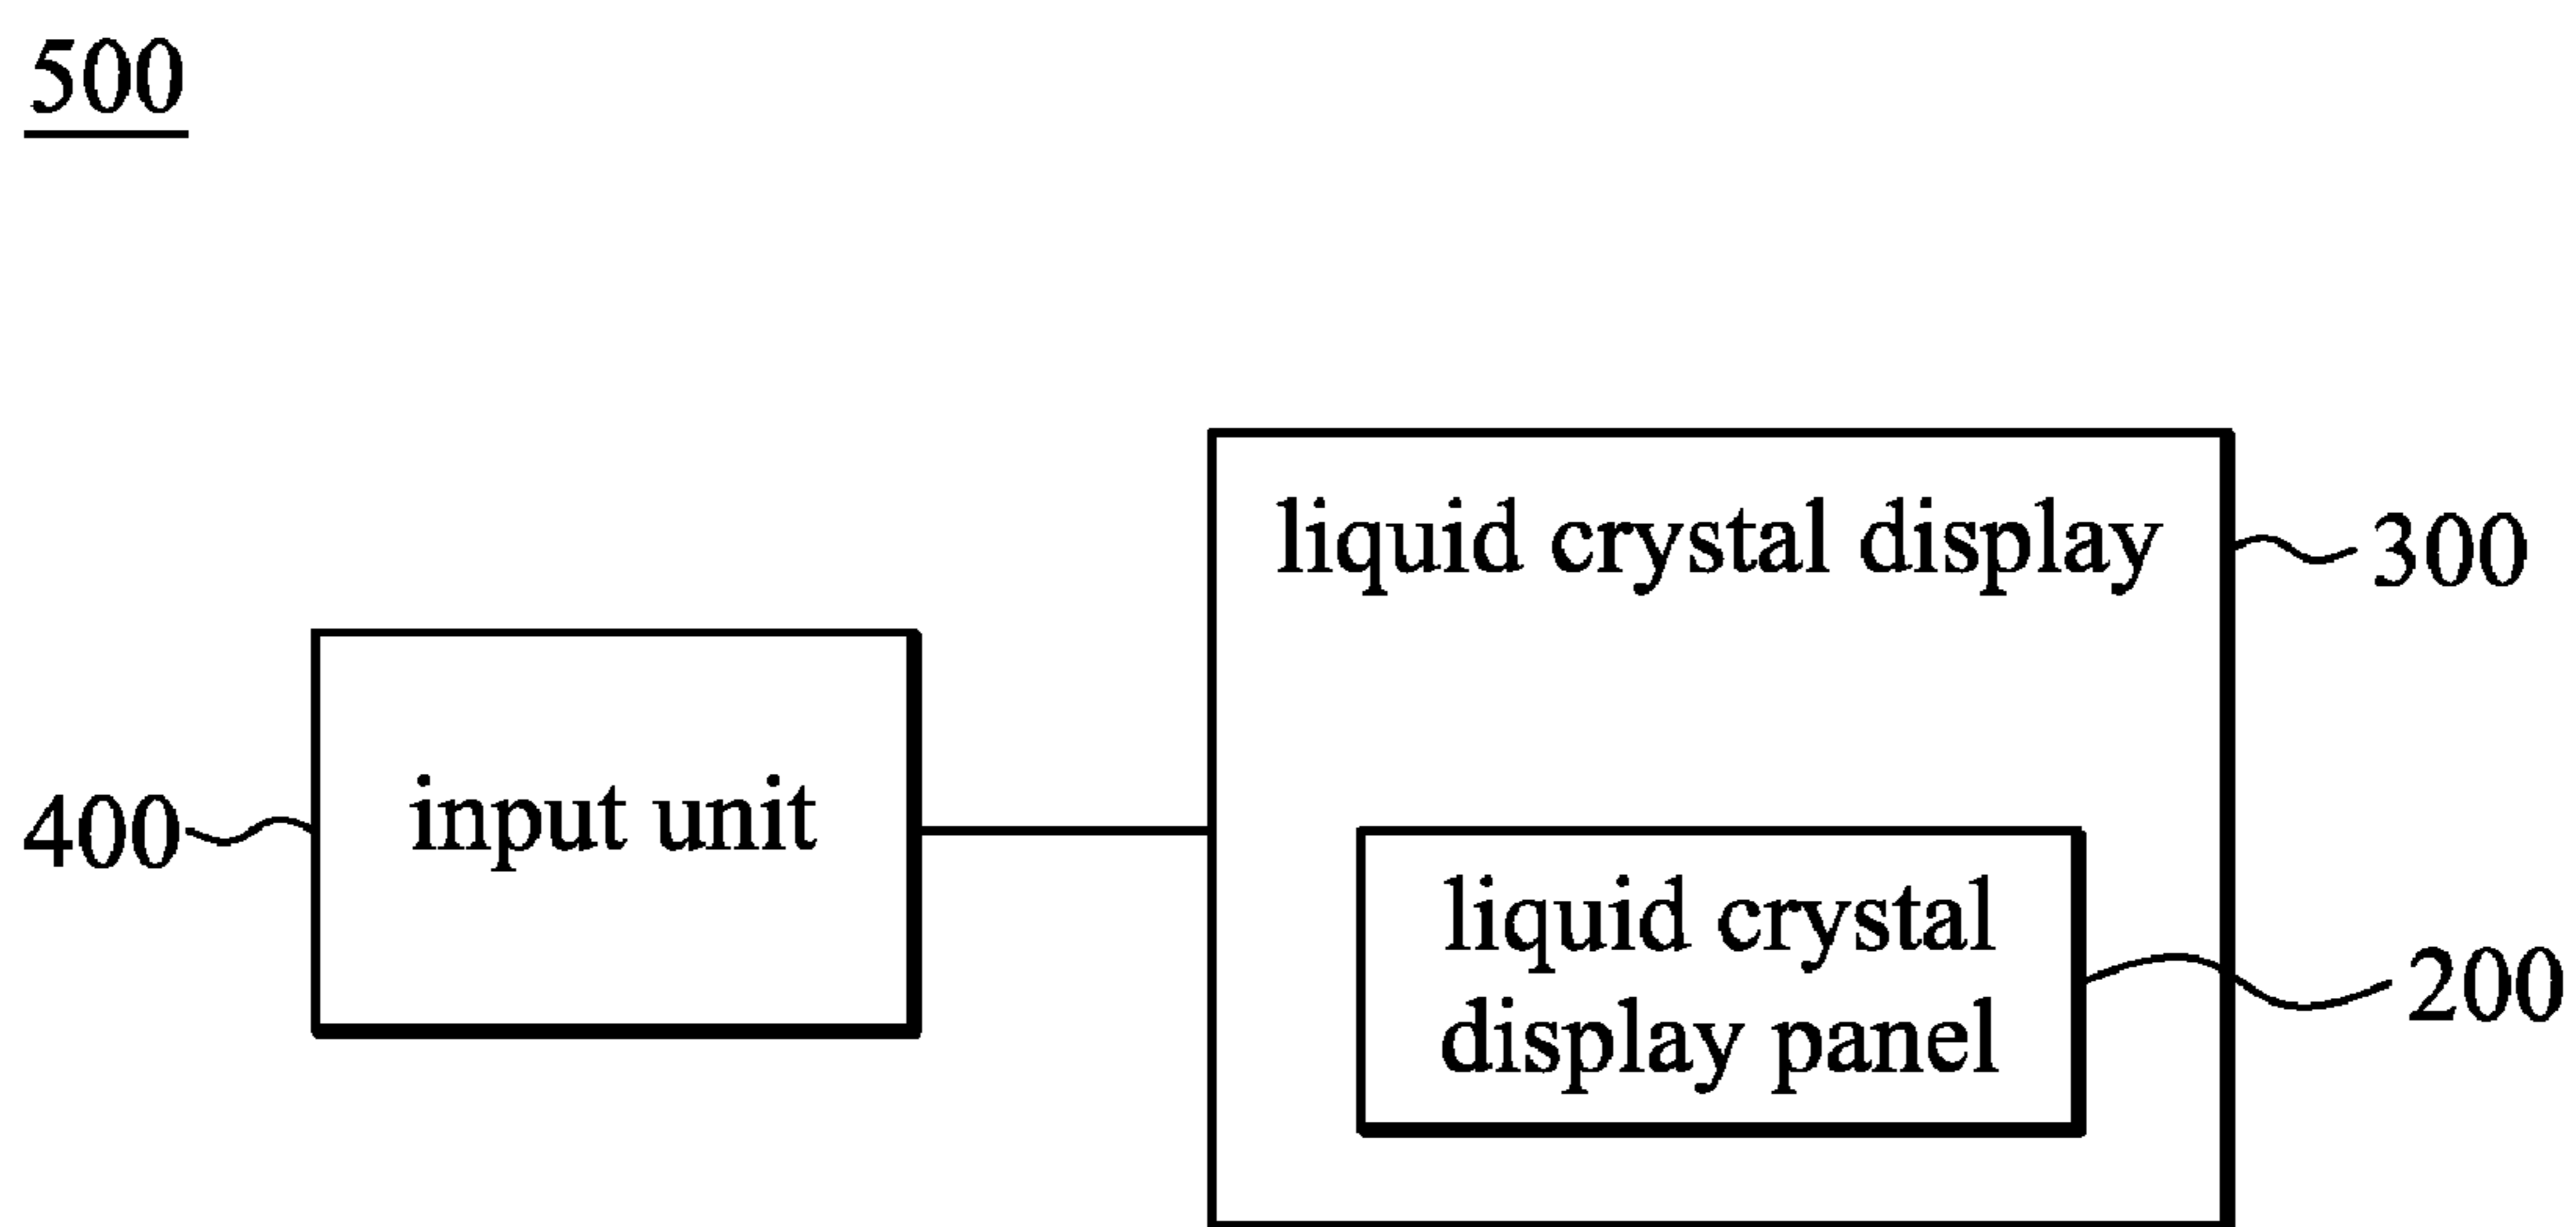 500
liquid crystal display
300
400
input unit
liquid crystal
display panel
200